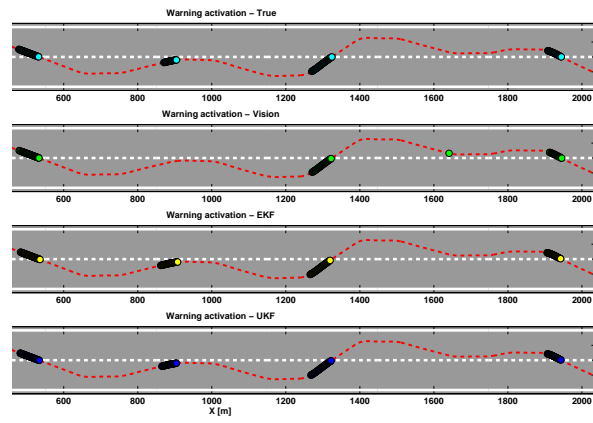 Warning activation – True
600 800 1000 1200 1400 1600 1800 2000
Warning activation – Vision
600 800 1000 1200 1400 1600 1800 2000
Warning activation – EKF
600 800 1000 1200 1400 1600 1800 2000
Warning activation – UKF
600 800 1000 1200 1400 1600 1800 2000
X [m]